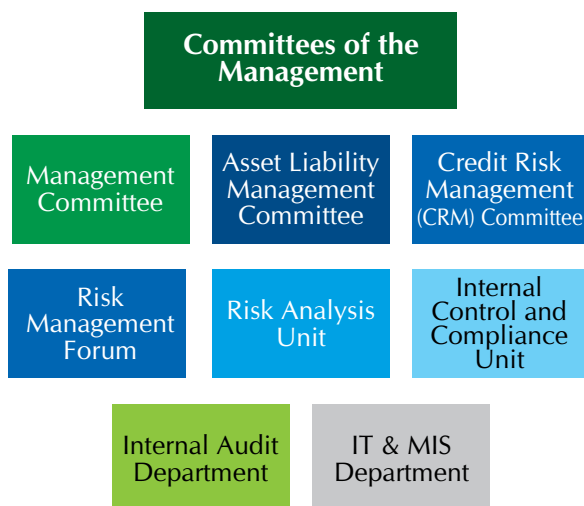 Committees of the
Management
Management
Committee
Asset Liability
Management
Committee
Credit Risk
Management
(CRM) Committee
Risk
Management
Forum
Risk Analysis
Unit
Internal
Control and
Compliance
Unit
Internal Audit
Department
IT & MIS
Department